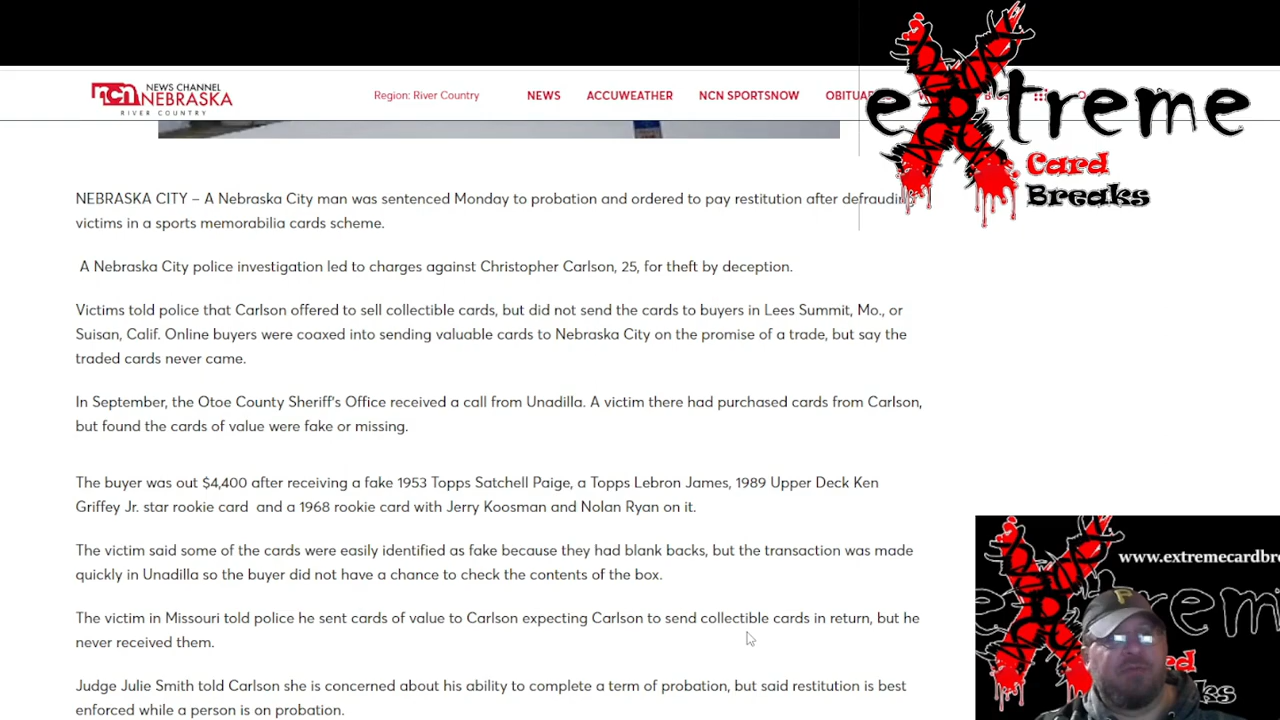 ncn NEWS CHANNEL NEBRASKA
RIVER COUNTRY
Region: River Country NEWS ACCUWEATHER NCN SPORTSNOW
extreme
Card
Breaks
NEBRASKA CITY – A Nebraska City man was sentenced Monday to probation and ordered to pay restitution after defrauding
victims in a sports memorabilia cards scheme.
A Nebraska City police investigation led to charges against Christopher Carlson, 25, for theft by deception.
Victims told police that Carlson offered to sell collectible cards, but did not send the cards to buyers in Lees Summit, Mo., or
Suisan, Calif. Online buyers were coaxed into sending valuable cards to Nebraska City on the promise of a trade, but say the
traded cards never came.
In September, the Otoe County Sheriff's Office received a call from Unadilla. A victim there had purchased cards from Carlson,
but found the cards of value were fake or missing.
The buyer was out $4,400 after receiving a fake 1953 Topps Satchell Paige, a Topps Lebron James, 1989 Upper Deck Ken
Griffey Jr. star rookie card and a 1968 rookie card with Jerry Koosman and Nolan Ryan on it.
The victim said some of the cards were easily identified as fake because they had blank backs, but the transaction was made
quickly in Unadilla so the buyer did not have a chance to check the contents of the box.
The victim in Missouri told police he sent cards of value to Carlson expecting Carlson to send collectible cards in return, but he
never received them.
Judge Julie Smith told Carlson she is concerned about his ability to complete a term of probation, but said restitution is best
enforced while a person is on probation.
www.extremecardbre